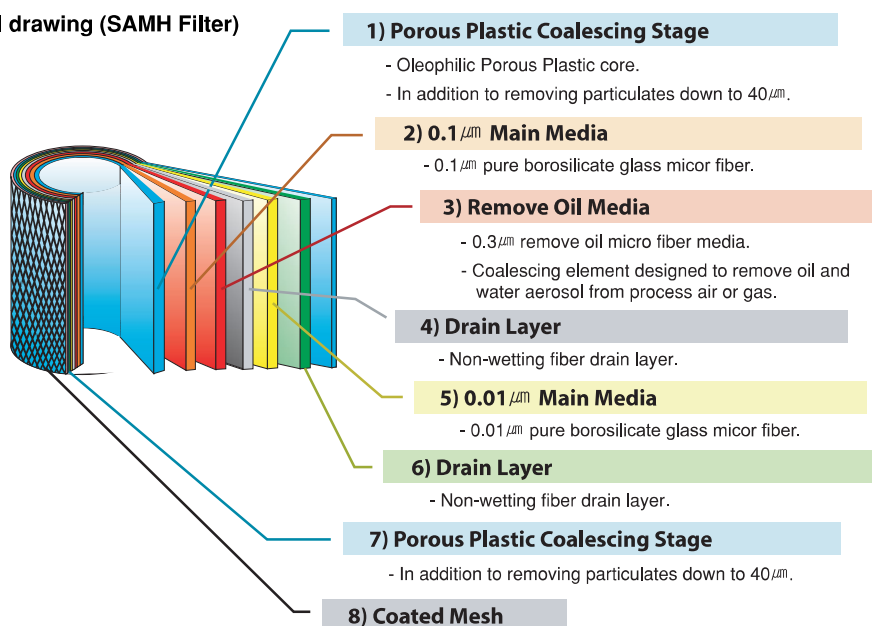 drawing (SAMH Filter)
1) Porous Plastic Coalescing Stage
- Oleophilic Porous Plastic core.
- In addition to removing particulates down to 40㎛.
2) 0.1㎛ Main Media
- 0.1㎛ pure borosilicate glass micor fiber.
3) Remove Oil Media
- 0.3㎛ remove oil micro fiber media.
- Coalescing element designed to remove oil and
water aerosol from process air or gas.
4) Drain Layer
- Non-wetting fiber drain layer.
5) 0.01㎛ Main Media
- 0.01㎛ pure borosilicate glass micor fiber.
6) Drain Layer
- Non-wetting fiber drain layer.
7) Porous Plastic Coalescing Stage
- In addition to removing particulates down to 40㎛.
8) Coated Mesh